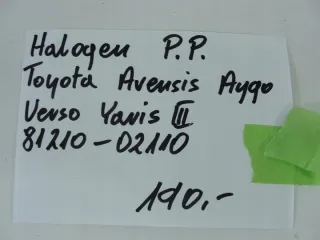 Halogen P.P.
Toyota Avensis Aygo
Verso Yaris III
81210-02110
190,-